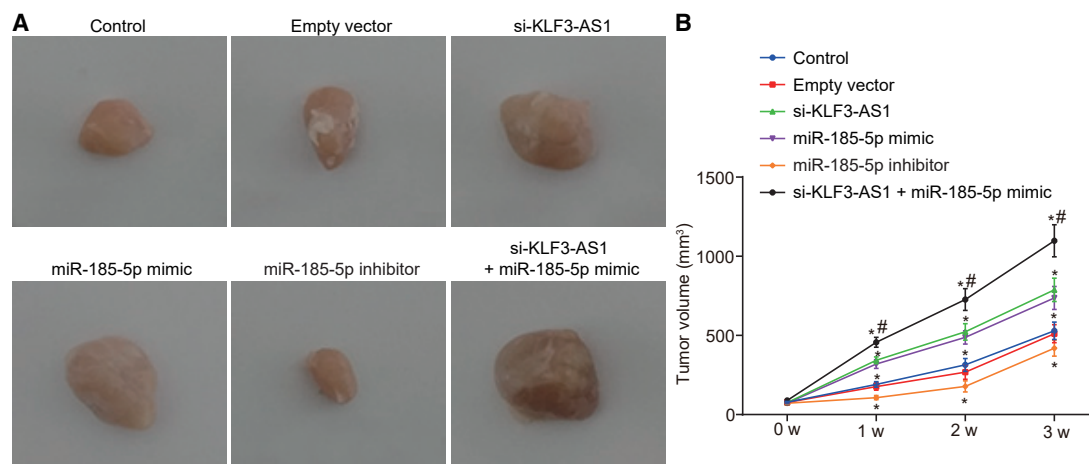 A
Control
Empty vector
si-KLF3-AS1
miR-185-5p mimic
miR-185-5p inhibitor
si-KLF3-AS1
+ miR-185-5p mimic
B
Control
Empty vector
si-KLF3-AS1
miR-185-5p mimic
miR-185-5p inhibitor
si-KLF3-AS1 + miR-185-5p mimic
Tumor volume (mm³)
1500
1000
500
0
*#
*
*
*
*#
*
*
*
*#
*
*
*
0 w
1 w
2 w
3 w